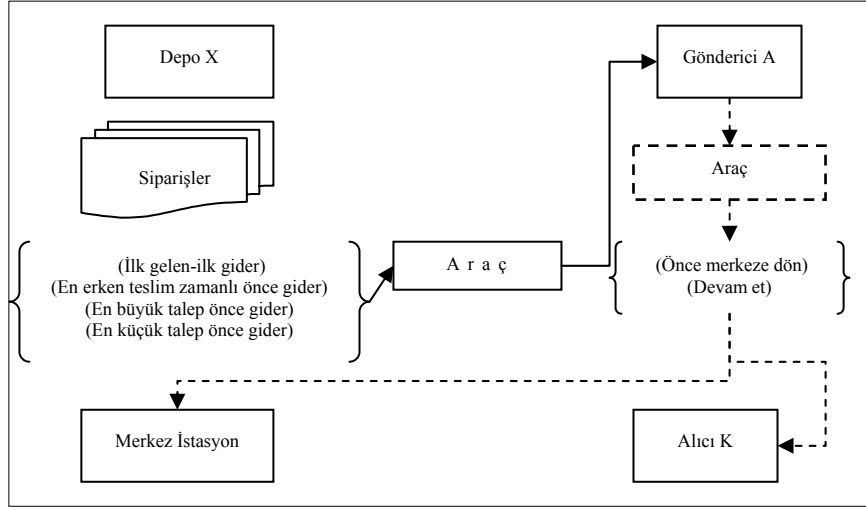 Depo X
Gönderici A
Siparişler
Araç
(İlk gelen-ilk gider)
(En erken teslim zamanlı önce gider)
(En büyük talep önce gider)
(En küçük talep önce gider)
A r a ç
(Önce merkeze dön)
(Devam et)
Merkez İstasyon
Alıcı K